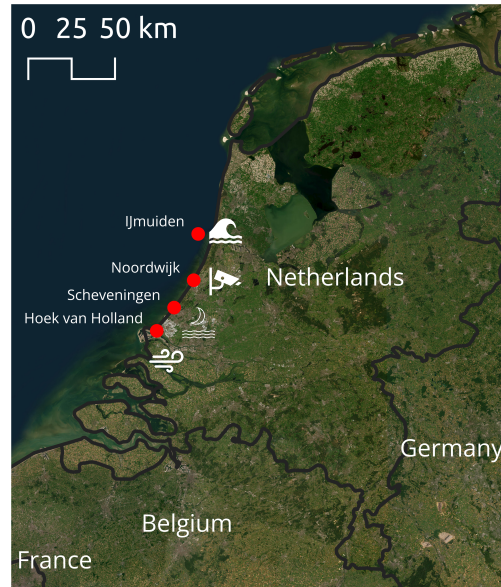 0 25 50 km
IJmuiden
Noordwijk
Netherlands
Scheveningen
Hoek van Holland
Germany
Belgium
France